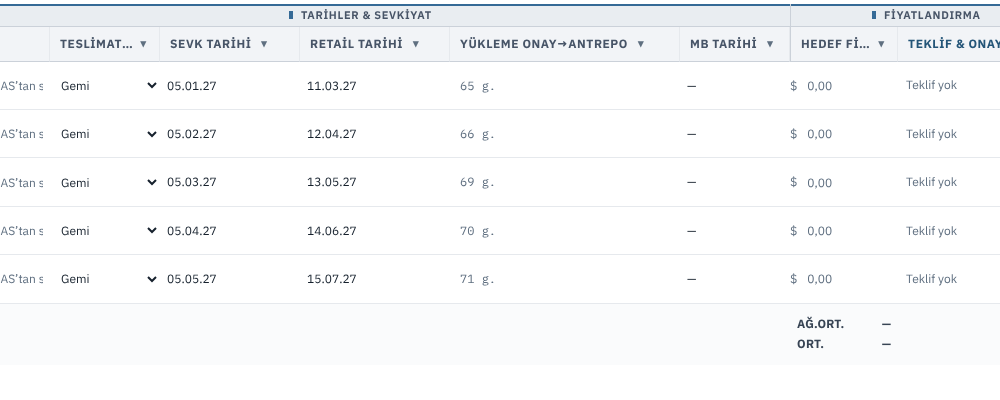 TARİHLER & SEVKİYAT FİYATLANDIRMA
TESLİMAT... ▼ SEVK TARİHİ ▼ RETAİL TARİHİ ▼ YÜKLEME ONAY→ANTREPO ▼ MB TARİHİ ▼ HEDEF Fİ... ▼ TEKLİF & ONAY
AS'tan s Gemi 05.01.27 11.03.27 65 g. — $ 0,00 Teklif yok
AS'tan s Gemi 05.02.27 12.04.27 66 g. — $ 0,00 Teklif yok
AS'tan s Gemi 05.03.27 13.05.27 69 g. — $ 0,00 Teklif yok
AS'tan s Gemi 05.04.27 14.06.27 70 g. — $ 0,00 Teklif yok
AS'tan s Gemi 05.05.27 15.07.27 71 g. — $ 0,00 Teklif yok
AĞ.ORT. —
ORT. —